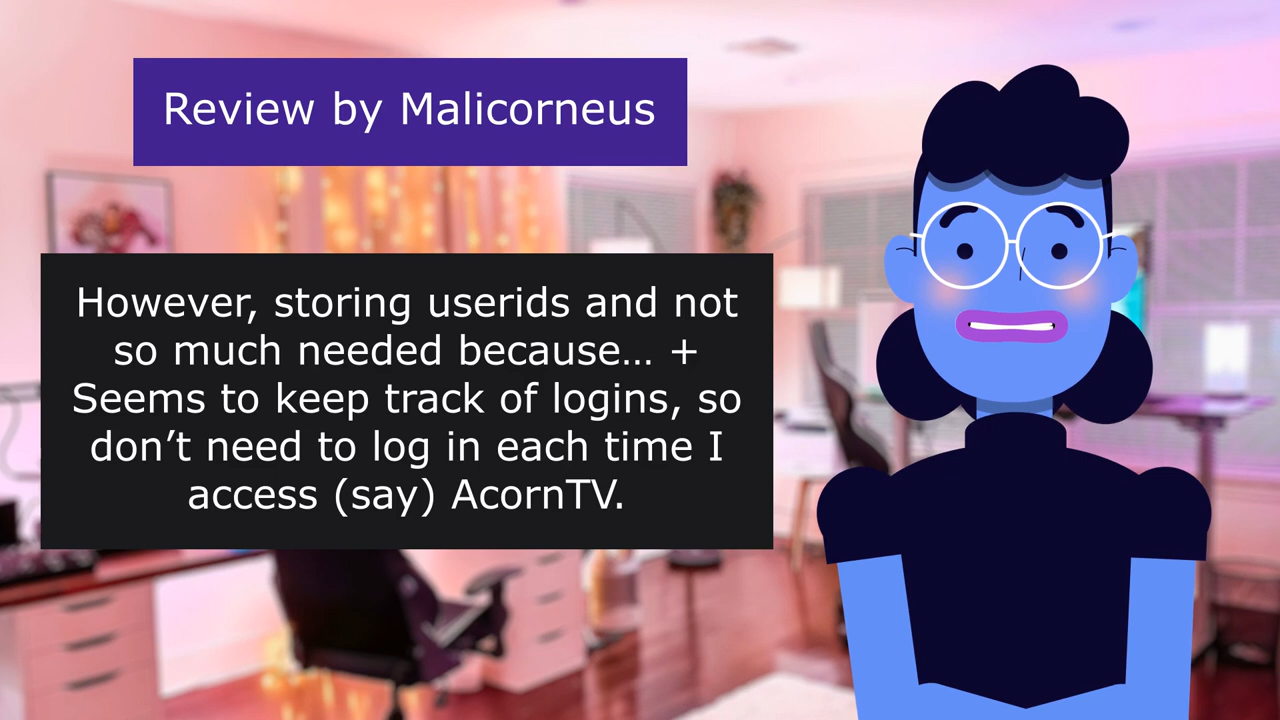 Review by Malicorneus
However, storing userids and not
so much needed because... +
Seems to keep track of logins, so
don’t need to log in each time I
access (say) AcornTV.